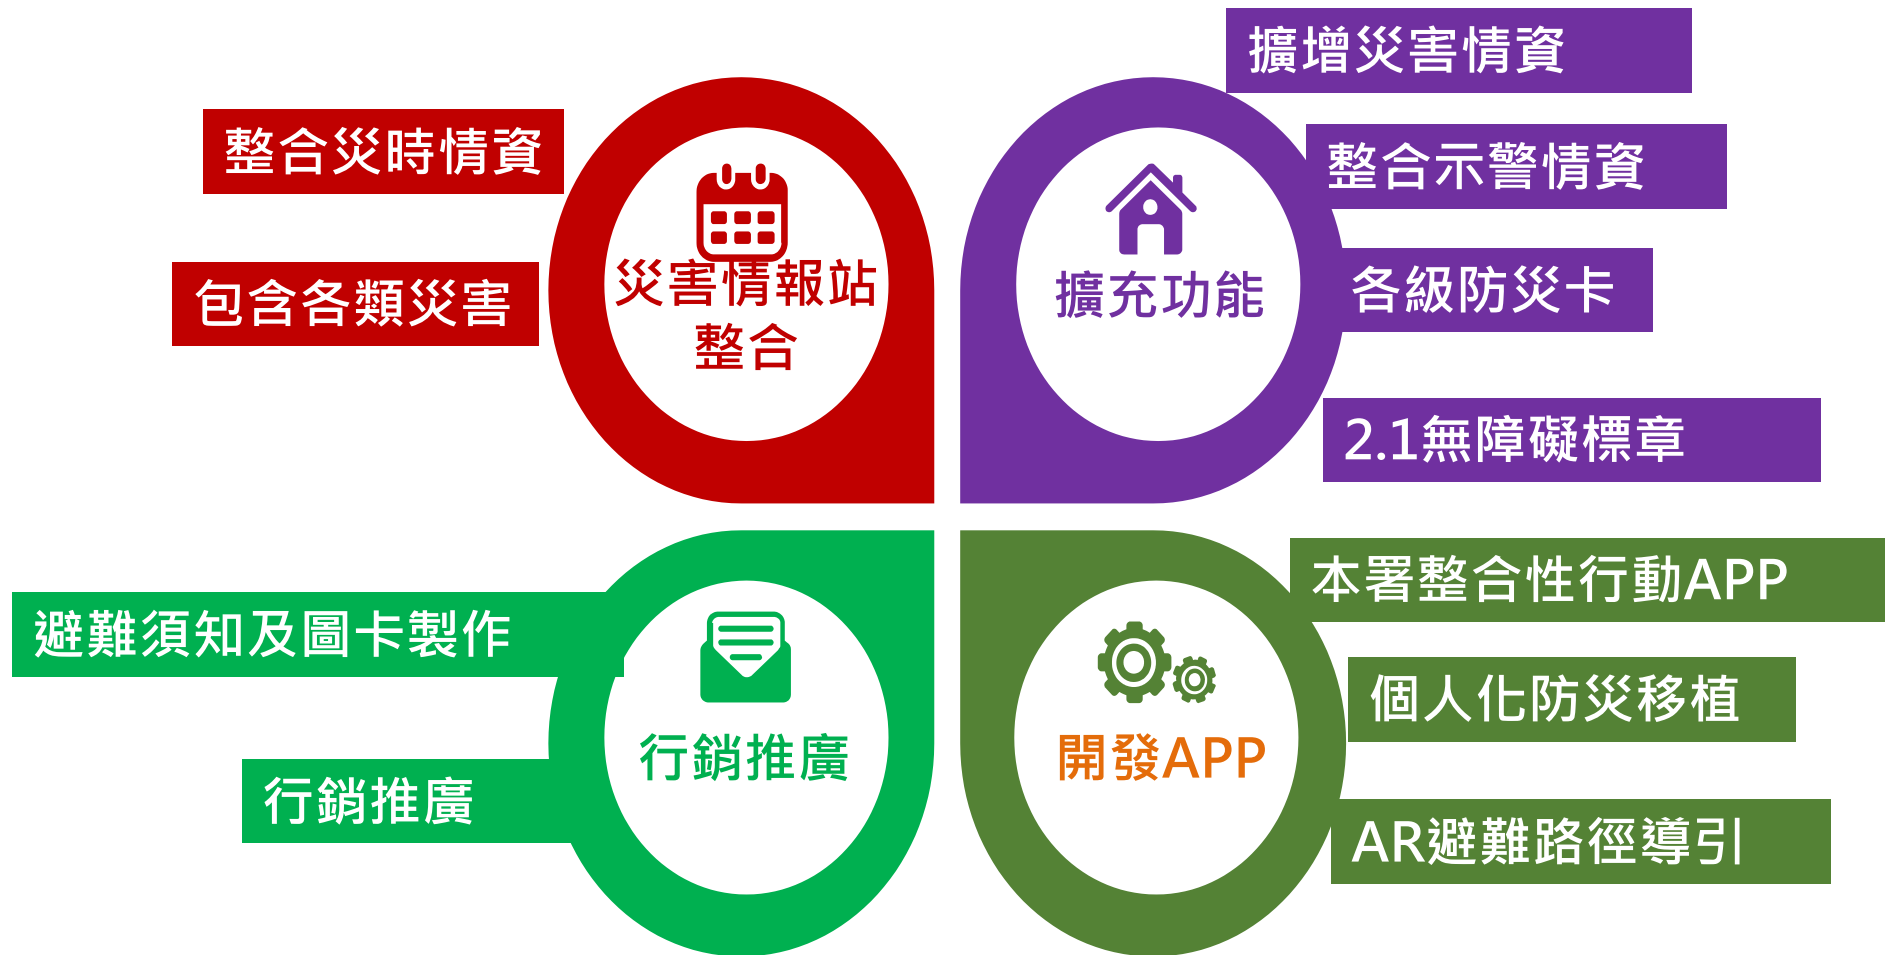 整合災時情資
包含各類災害
災害情報站
整合
擴增災害情資
整合示警情資
各級防災卡
2.1無障礙標章
擴充功能
避難須知及圖卡製作
行銷推廣
行銷推廣
本署整合性行動APP
個人化防災移植
AR避難路徑導引
開發APP